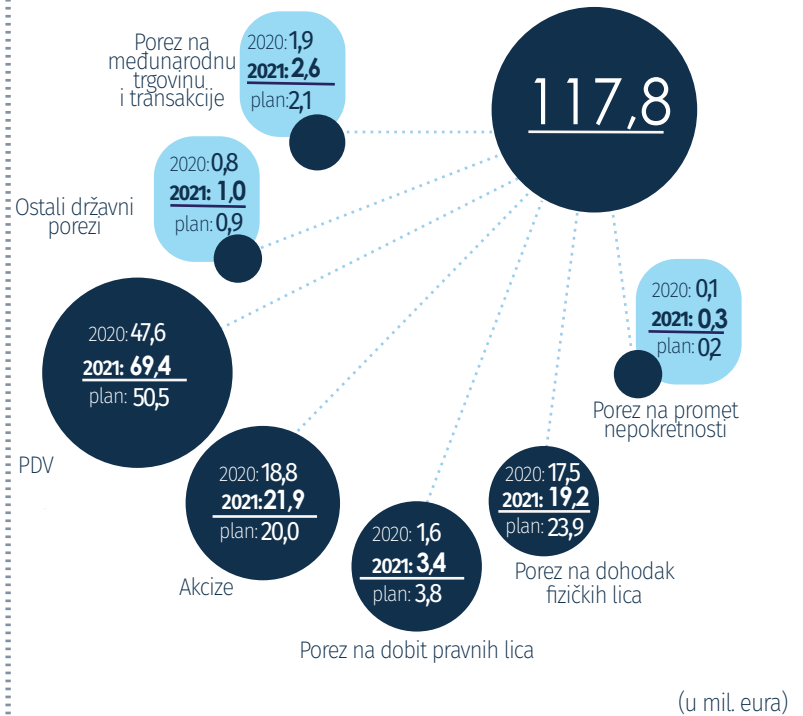 117,8
Porez na
međunarodnu
trgovinu
i transakcije
2020: 1,9
2021: 2,6
plan: 2,1
Ostali državni
porezi
2020: 0,8
2021: 1,0
plan: 0,9
PDV
2020: 47,6
2021: 69,4
plan: 50,5
Akcize
2020: 18,8
2021: 21,9
plan: 20,0
Porez na dobit pravnih lica
2020: 1,6
2021: 3,4
plan: 3,8
Porez na dohodak
fizičkih lica
2020: 17,5
2021: 19,2
plan: 23,9
Porez na promet
nepokretnosti
2020: 0,1
2021: 0,3
plan: 0,2
(u mil. eura)